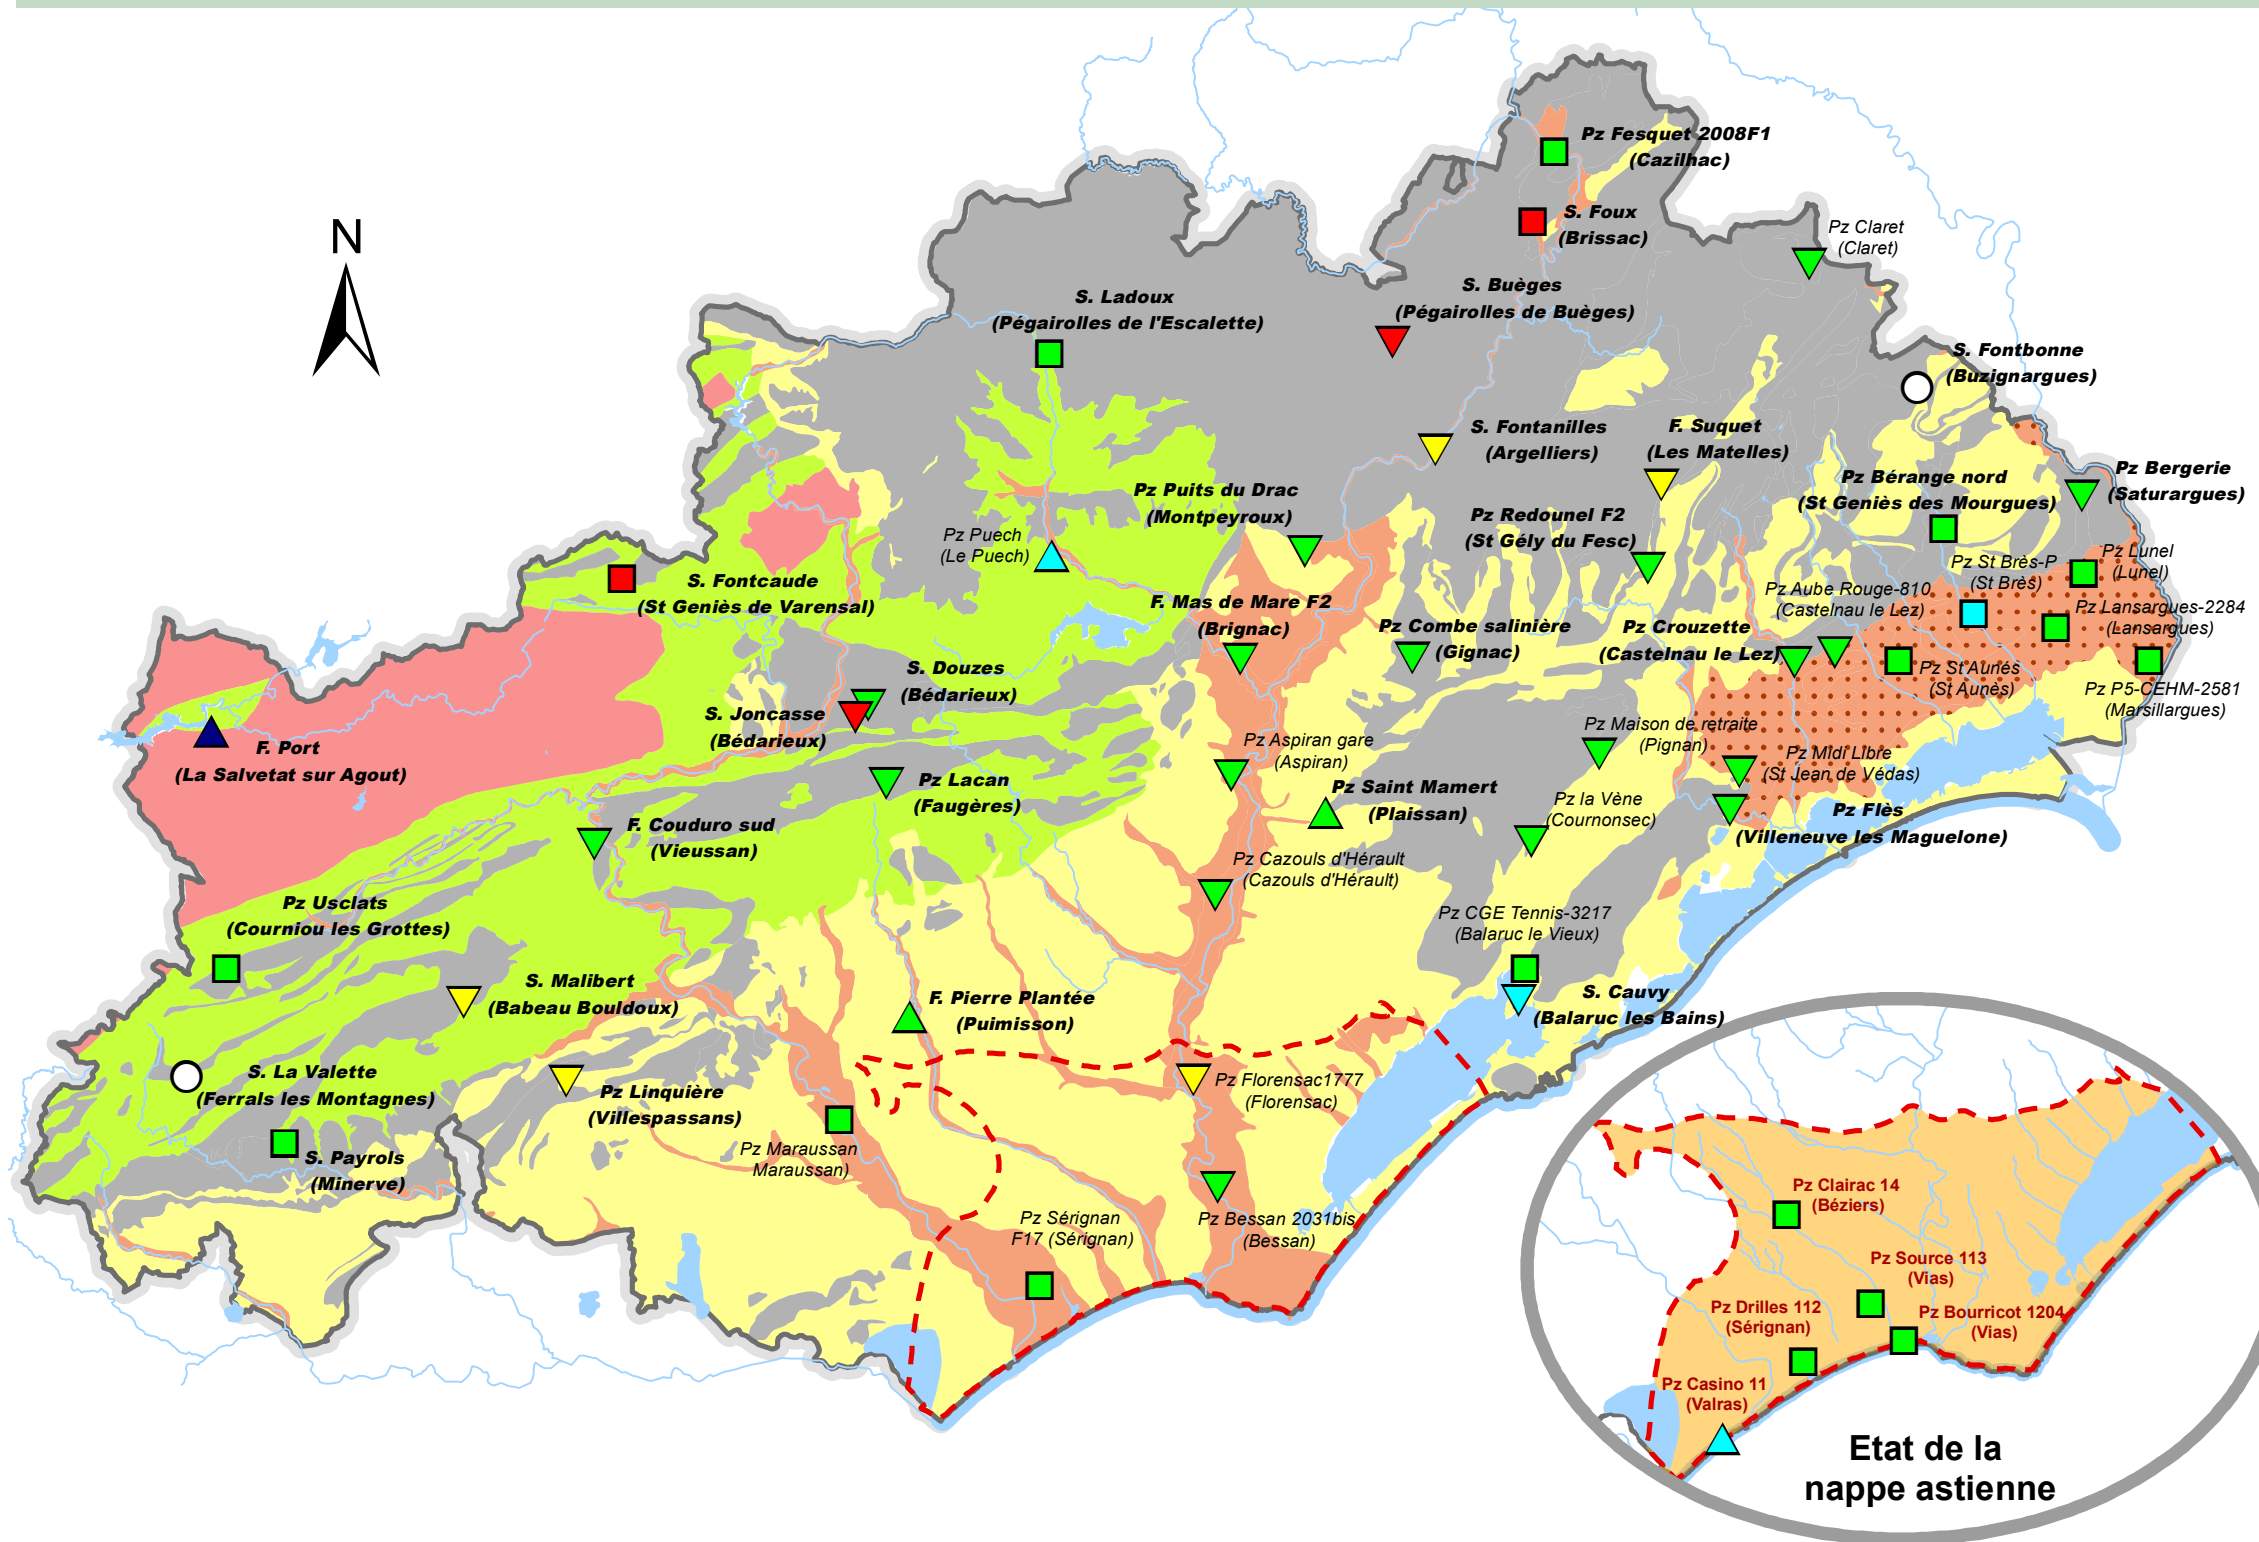 N
Pz Fesquet 2008F1
(Cazilhac)
S. Foux
(Brissac)
Pz Claret
(Claret)
S. Ladoux
(Pégairolles de l'Escalette)
S. Buèges
(Pégairolles de Buèges)
S. Fontbonne
(Buzignargues)
S. Fontanilles
(Argelliers)
F. Suquet
(Les Matelles)
Pz Bérange nord
(St Geniès des Mourgues)
Pz Bergerie
(Saturargues)
Pz Puits du Drac
(Montpeyroux)
Pz Redounel F2
(St Gély du Fesc)
Pz Puech
(Le Puech)
Pz St Brès-P
(St Brès)
Pz Lunel
(Lunel)
S. Fontcaude
(St Geniès de Varensal)
F. Mas de Mare F2
(Brignac)
Pz Aube Rouge-810
(Castelnau le Lez)
Pz Lansargues-2284
(Lansargues)
Pz Combe salinière
(Gignac)
Pz Crouzette
(Castelnau le Lez)
S. Douzes
(Bédarieux)
Pz St Aunés
(St Aunès)
Pz P5-CEHM-2581
(Marsillargues)
S. Joncasse
(Bédarieux)
F. Port
(La Salvetat sur Agout)
Pz Aspiran gare
(Aspiran)
Pz Maison de retraite
(Pignan)
Pz Midi Libre
(St Jean de Védas)
Pz Lacan
(Faugères)
Pz Saint Mamert
(Plaissan)
Pz la Vène
(Cournonsec)
Pz Flès
(Villeneuve les Maguelone)
F. Couduro sud
(Vieussan)
Pz Cazouls d'Hérault
(Cazouls d'Hérault)
Pz Usclats
(Courniou les Grottes)
Pz CGE Tennis-3217
(Balaruc le Vieux)
S. Malibert
(Babeau Bouldoux)
F. Pierre Plantée
(Puimisson)
S. Cauvy
(Balaruc les Bains)
S. La Valette
(Ferrals les Montagnes)
Pz Linquière
(Villespassans)
Pz Florensac1777
(Florensac)
S. Payrols
(Minerve)
Pz Maraussan
Maraussan)
Pz Sérignan
F17 (Sérignan)
Pz Bessan 2031bis
(Bessan)
Pz Clairac 14
(Béziers)
Pz Source 113
(Vias)
Pz Drilles 112
(Sérignan)
Pz Bourricot 1204
(Vias)
Pz Casino 11
(Valras)
Etat de la
nappe astienne